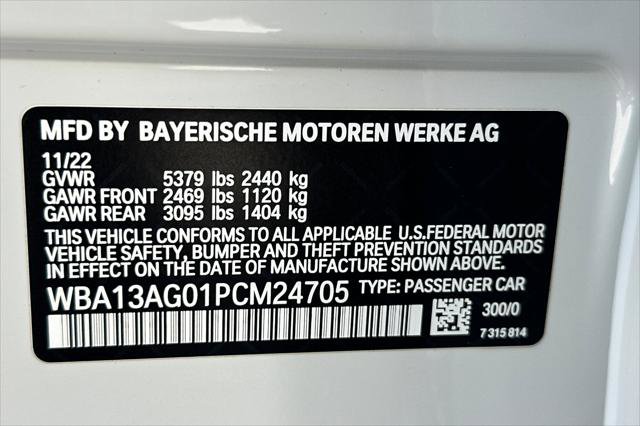 MFD BY BAYERISCHE MOTOREN WERKE AG
11/22
GVWR 5379 lbs 2440 kg
GAWR FRONT 2469 lbs 1120 kg
GAWR REAR 3095 lbs 1404 kg
THIS VEHICLE CONFORMS TO ALL APPLICABLE U.S.FEDERAL MOTOR
VEHICLE SAFETY, BUMPER, AND THEFT PREVENTION STANDARDS
IN EFFECT ON THE DATE OF MANUFACTURE SHOWN ABOVE.
WBA13AG01PCM24705 TYPE: PASSENGER CAR
300/0
7 315 814